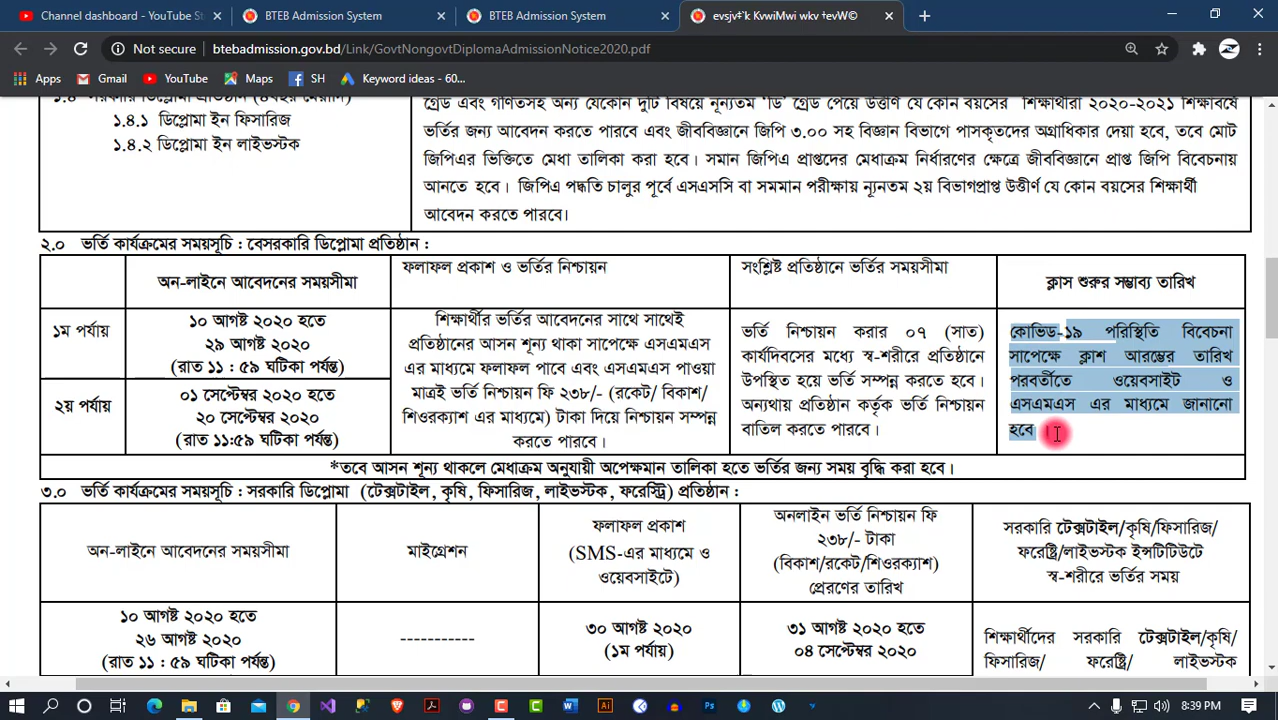 Channel dashboard - YouTube St
BTEB Admission System
BTEB Admission System
evsjv‡`k KvwiMwi wkv †evW©
Not secure
btebadmission.gov.bd/Link/GovtNongovtDiplomaAdmissionNotice2020.pdf
Apps
Gmail
YouTube
Maps
SH
Keyword ideas - 60...
১.৪ সরকারি ডিপ্লোমা প্রতিষ্ঠান (৪বছর মেয়াদি)
১.৪.১ ডিপ্লোমা ইন ফিসারিজ
১.৪.২ ডিপ্লোমা ইন লাইভস্টক
গ্রেড এবং গণিতসহ অন্য যেকোন দুটি বিষয়ে নূন্যতম ‘ডি’ গ্রেড পেয়ে উত্তীর্ণ যে কোন বয়সের শিক্ষার্থীরা ২০২০-২০২১ শিক্ষাবর্ষে
ভর্তির জন্য আবেদন করতে পারবে এবং জীববিজ্ঞানে জিপি ৩.০০ সহ বিজ্ঞান বিভাগে পাসকৃতদের অগ্রাধিকার দেয়া হবে, তবে মোট
জিপিএর ভিত্তিতে মেধা তালিকা করা হবে। সমান জিপিএ প্রাপ্তদের মেধাক্রম নির্ধারণের ক্ষেত্রে জীববিজ্ঞানে প্রাপ্ত জিপি বিবেচনায়
আনতে হবে। জিপিএ পদ্ধতি চালুর পূর্বে এসএসসি বা সমমান পরীক্ষায় ন্যূনতম ২য় বিভাগপ্রাপ্ত উত্তীর্ণ যে কোন বয়সের শিক্ষার্থী
আবেদন করতে পারবে।
২.০ ভর্তি কার্যক্রমের সময়সূচি : বেসরকারি ডিপ্লোমা প্রতিষ্ঠান :
অন-লাইনে আবেদনের সময়সীমা
ফলাফল প্রকাশ ও ভর্তির নিশ্চায়ন
সংশ্লিষ্ট প্রতিষ্ঠানে ভর্তির সময়সীমা
ক্লাস শুরুর সম্ভাব্য তারিখ
১ম পর্যায়
১০ আগষ্ট ২০২০ হতে
২৯ আগষ্ট ২০২০
(রাত ১১ : ৫৯ ঘটিকা পর্যন্ত)
২য় পর্যায়
০১ সেপ্টেম্বর ২০২০ হতে
২০ সেপ্টেম্বর ২০২০
(রাত ১১:৫৯ ঘটিকা পর্যন্ত)
শিক্ষার্থীর ভর্তির আবেদনের সাথে সাথেই
প্রতিষ্ঠানের আসন শূন্য থাকা সাপেক্ষে এসএমএস
এর মাধ্যমে ফলাফল পাবে এবং এসএমএস পাওয়া
মাত্রই ভর্তি নিশ্চায়ন ফি ২৩৮/- (রকেট/ বিকাশ/
শিওরক্যাশ এর মাধ্যমে) টাকা দিয়ে নিশ্চায়ন সম্পন্ন
করতে পারবে।
ভর্তি নিশ্চায়ন করার ০৭ (সাত)
কার্যদিবসের মধ্যে স্ব-শরীরে প্রতিষ্ঠানে
উপস্থিত হয়ে ভর্তি সম্পন্ন করতে হবে।
অন্যথায় প্রতিষ্ঠান কর্তৃক ভর্তি নিশ্চায়ন
বাতিল করতে পারবে।
কোভিড-১৯ পরিস্থিতি বিবেচনা
সাপেক্ষে ক্লাশ আরম্ভের তারিখ
পরবর্তীতে ওয়েবসাইট ও
এসএমএস এর মাধ্যমে জানানো
হবে ।
*তবে আসন শূন্য থাকলে মেধাক্রম অনুযায়ী অপেক্ষমান তালিকা হতে ভর্তির জন্য সময় বৃদ্ধি করা হবে।
৩.০ ভর্তি কার্যক্রমের সময়সূচি : সরকারি ডিপ্লোমা (টেক্সটাইল, কৃষি, ফিসারিজ, লাইভস্টক, ফরেস্ট্রি) প্রতিষ্ঠান :
অন-লাইনে আবেদনের সময়সীমা
মাইগ্রেশন
ফলাফল প্রকাশ
(SMS-এর মাধ্যমে ও
ওয়েবসাইটে)
অনলাইন ভর্তি নিশ্চায়ন ফি
২৩৮/- টাকা
(বিকাশ/রকেট/শিওরক্যাশ)
প্রেরণের তারিখ
সরকারি টেক্সটাইল/কৃষি/ফিসারিজ/
ফরেষ্ট্রি/লাইভস্টক ইন্সটিটিউটে
স্ব-শরীরে ভর্তির সময়
১০ আগষ্ট ২০২০ হতে
২৬ আগষ্ট ২০২০
(রাত ১১ : ৫৯ ঘটিকা পর্যন্ত)
-----------
৩০ আগষ্ট ২০২০
(১ম পর্যায়)
৩১ আগষ্ট ২০২০ হতে
০৪ সেপ্টেম্বর ২০২০
শিক্ষার্থীদের সরকারি টেক্সটাইল/কৃষি/
ফিসারিজ/ ফরেষ্ট্রি/ লাইভস্টক
8:39 PM